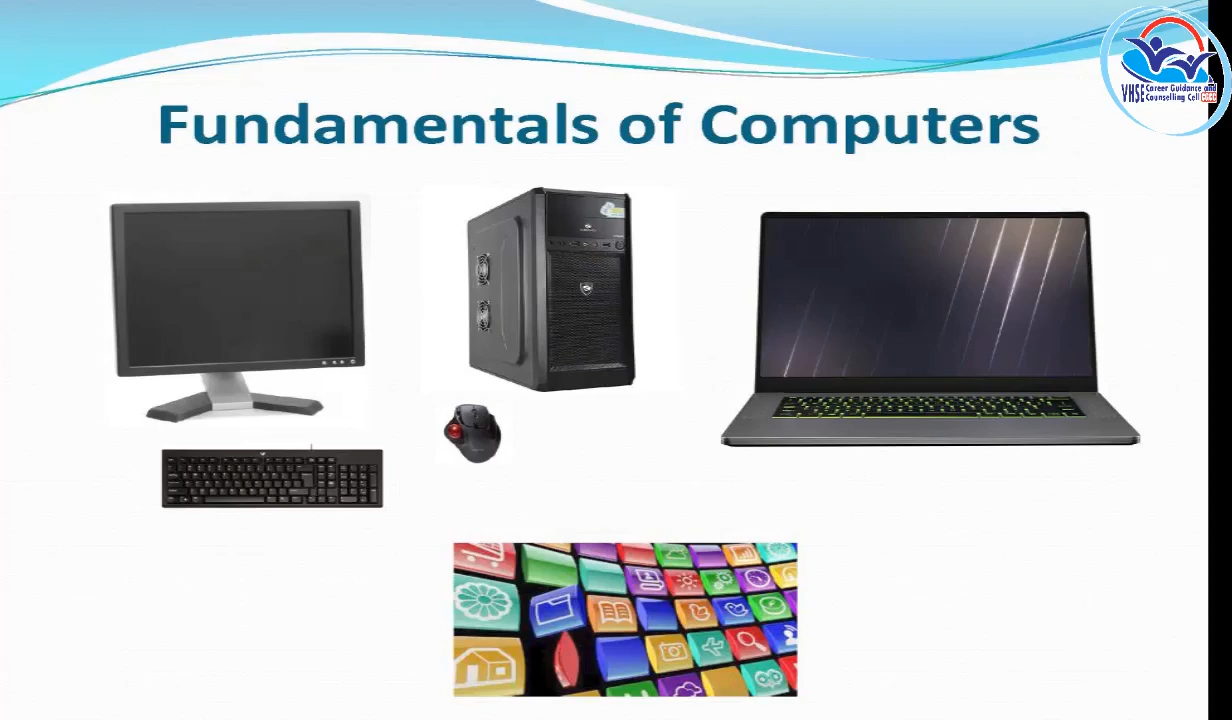 Fundamentals of Computers
VHSE Career Guidance and
Counselling Cell